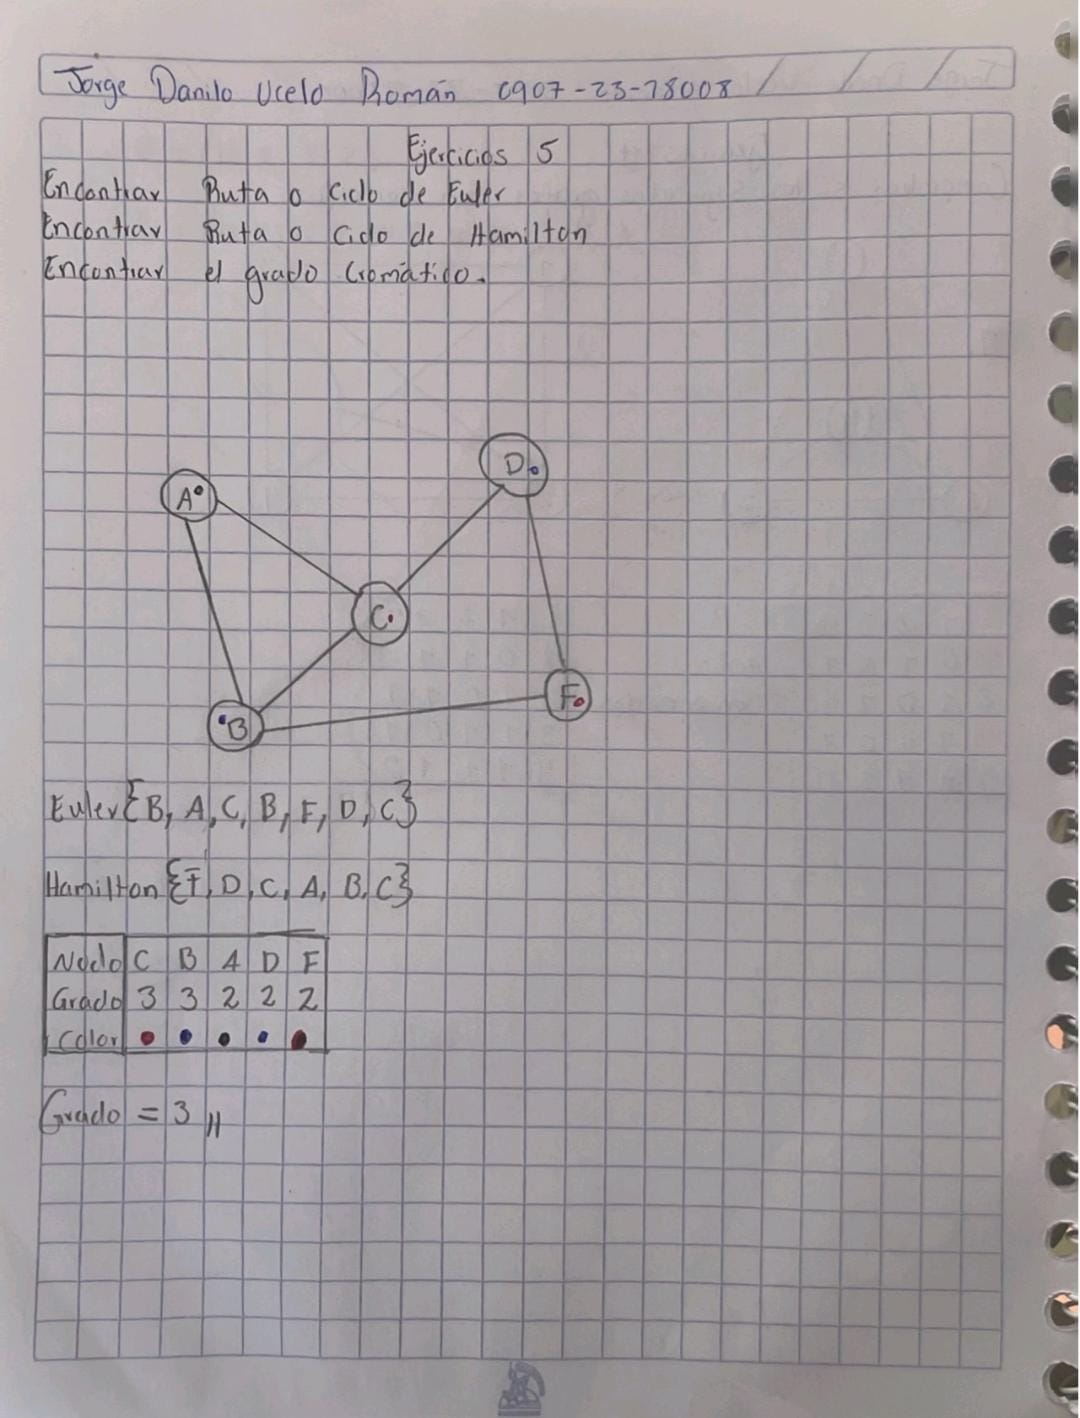 Jorge Danilo Ucelo Román 0907-23-78008
Ejercicios 5
Encontrar Ruta o Ciclo de Euler
Encontrar Ruta o Ciclo de Hamilton
Encontrar el grado Cromático.
D
A
C
F
B
Euler {B, A, C, B, F, D, C}
Hamilton {F, D, C, A, B, C}
Nodo C B A D F
Grado 3 3 2 2 2
Color
Grado = 3